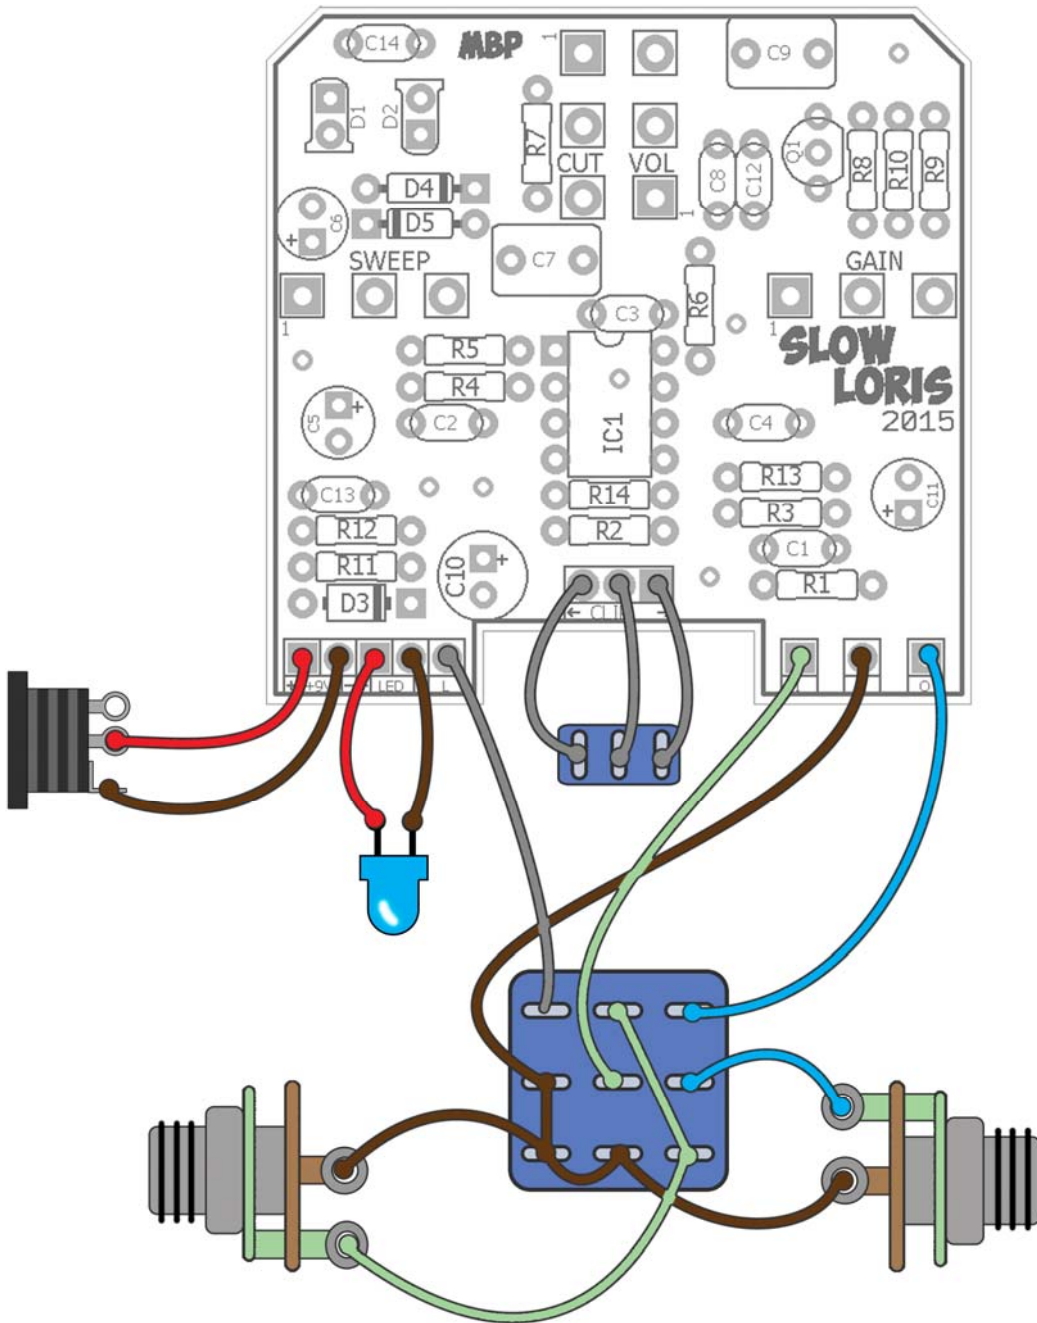 C14
MBP
1
C9
D1
D2
R7
CUT
VOL
1
C8
C12
Q1
R8
R10
R9
D4
D5
C6
+
SWEEP
C7
R6
GAIN
1
1
C3
SLOW
LORIS
2015
R5
R4
C2
IC1
C4
C5
+
C13
R12
R11
D3
R14
R2
R13
R3
C1
R1
C11
+
C10
+
+9V
LED
L